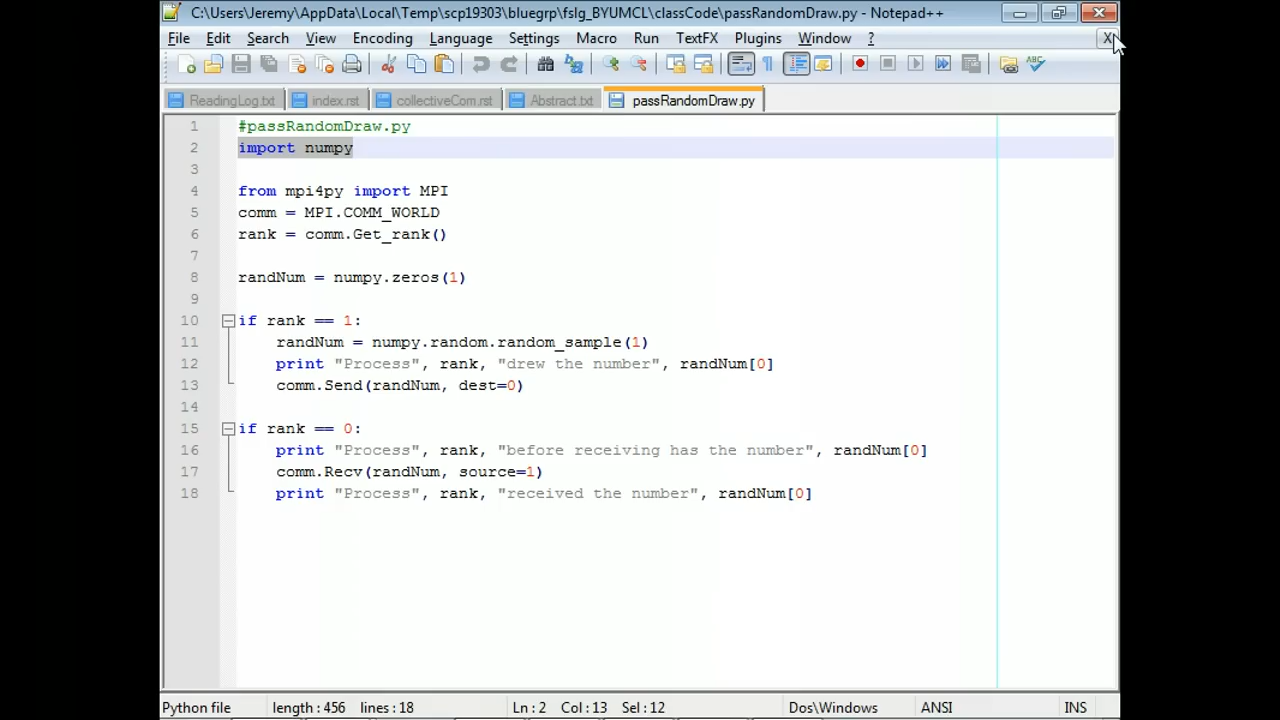 C:\Users\Jeremy\AppData\Local\Temp\scp19303\bluegrp\fslg_BYUMCL\classCode\passRandomDraw.py - Notepad++
File Edit Search View Encoding Language Settings Macro Run TextFX Plugins Window ? X
ReadingLog.txt index.rst collectiveCom.rst Abstract.txt passRandomDraw.py
1 #passRandomDraw.py
2 import numpy
3
4 from mpi4py import MPI
5 comm = MPI.COMM_WORLD
6 rank = comm.Get_rank()
7
8 randNum = numpy.zeros(1)
9
10 if rank == 1:
11 randNum = numpy.random.random_sample(1)
12 print "Process", rank, "drew the number", randNum[0]
13 comm.Send(randNum, dest=0)
14
15 if rank == 0:
16 print "Process", rank, "before receiving has the number", randNum[0]
17 comm.Recv(randNum, source=1)
18 print "Process", rank, "received the number", randNum[0]
Python file length : 456 lines : 18 Ln : 2 Col : 13 Sel : 12 Dos\Windows ANSI INS